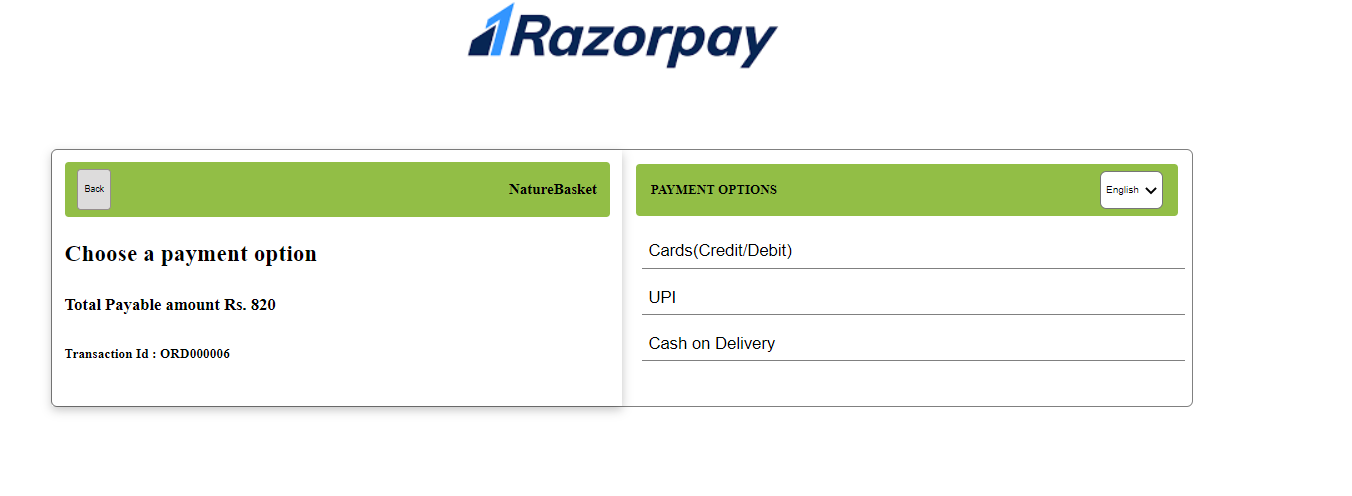 Razorpay
Back
NatureBasket
Choose a payment option
Total Payable amount Rs. 820
Transaction Id : ORD000006
PAYMENT OPTIONS
English
Cards(Credit/Debit)
UPI
Cash on Delivery